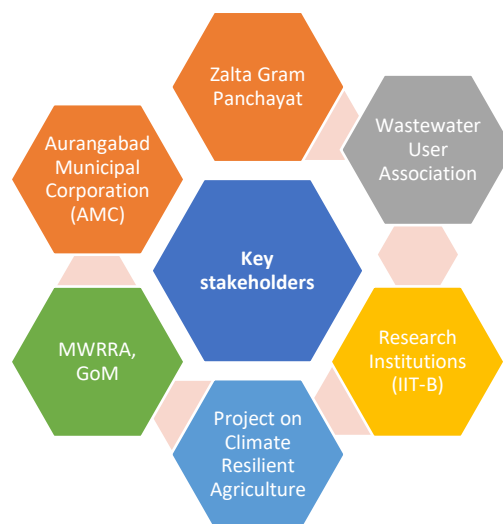 Zalta Gram
Panchayat
Wastewater
User
Association
Research
Institutions
(IIT-B)
Project on
Climate
Resilient
Agriculture
MWRRA,
GoM
Aurangabad
Municipal
Corporation
(AMC)
Key
stakeholders